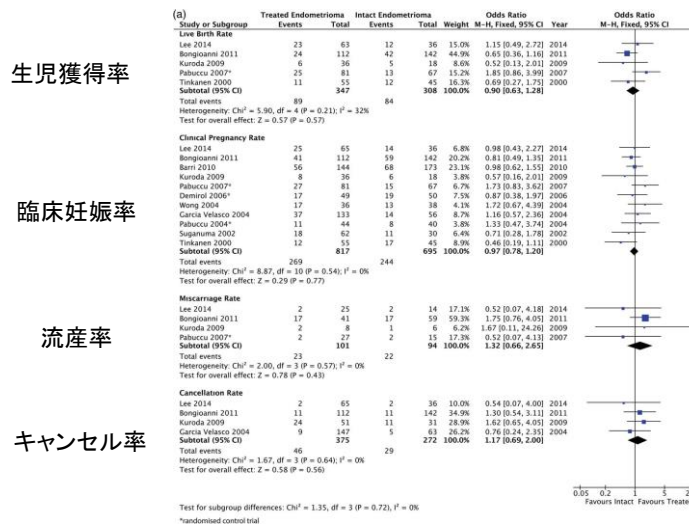 (a)
Treated Endometrioma Intact Endometrioma Odds Ratio Odds Ratio
Study or Subgroup Events Total Events Total Weight M-H, Fixed, 95% CI Year M-H, Fixed, 95% CI
生児獲得率
Live Birth Rate
Lee 2014 23 63 12 36 15.0% 1.15 [0.49, 2.72] 2014
Bongioanni 2011 24 112 42 142 42.9% 0.65 [0.36, 1.16] 2011
Kuroda 2009 6 36 5 18 8.8% 0.52 [0.13, 2.01] 2009
Pabuccu 2007* 25 81 13 67 15.2% 1.85 [0.86, 3.99] 2007
Tinkanen 2000 11 55 12 45 18.1% 0.69 [0.27, 1.75] 2000
Subtotal (95% CI) 347 308 100.0% 0.90 [0.63, 1.28]
Total events 89 84
Heterogeneity: Chi² = 5.90, df = 4 (P = 0.21); I² = 32%
Test for overall effect: Z = 0.57 (P = 0.57)
臨床妊娠率
Clinical Pregnancy Rate
Lee 2014 25 65 14 36 6.8% 0.98 [0.43, 2.27] 2014
Bongioanni 2011 41 112 59 142 20.2% 0.81 [0.49, 1.35] 2011
Barri 2010 56 144 68 173 23.3% 0.98 [0.62, 1.55] 2010
Kuroda 2009 8 36 6 18 3.8% 0.57 [0.16, 2.01] 2009
Pabuccu 2007* 27 81 15 67 6.7% 1.73 [0.83, 3.62] 2007
Demirol 2006* 17 49 19 50 7.5% 0.87 [0.38, 1.97] 2006
Wong 2004 17 36 13 38 4.1% 1.72 [0.67, 4.39] 2004
Garcia Velasco 2004 37 133 14 56 8.7% 1.16 [0.57, 2.36] 2004
Pabuccu 2004* 11 44 8 40 3.8% 1.33 [0.47, 3.74] 2004
Suganuma 2002 18 62 11 30 6.4% 0.71 [0.28, 1.78] 2002
Tinkanen 2000 12 55 17 45 8.9% 0.46 [0.19, 1.11] 2000
Subtotal (95% CI) 817 695 100.0% 0.97 [0.78, 1.20]
Total events 269 244
Heterogeneity: Chi² = 8.87, df = 10 (P = 0.54); I² = 0%
Test for overall effect: Z = 0.29 (P = 0.77)
流産率
Miscarriage Rate
Lee 2014 2 25 2 14 17.1% 0.52 [0.07, 4.18] 2014
Bongioanni 2011 17 41 17 59 59.2% 1.75 [0.76, 4.05] 2011
Kuroda 2009 2 8 1 6 6.2% 1.67 [0.11, 24.26] 2009
Pabuccu 2007* 2 27 2 15 17.4% 0.52 [0.07, 4.13] 2007
Subtotal (95% CI) 101 94 100.0% 1.32 [0.66, 2.65]
Total events 23 22
Heterogeneity: Chi² = 2.00, df = 3 (P = 0.57); I² = 0%
Test for overall effect: Z = 0.78 (P = 0.43)
キャンセル率
Cancellation Rate
Lee 2014 2 65 2 36 10.0% 0.54 [0.07, 4.00] 2014
Bongioanni 2011 11 112 11 142 34.0% 1.30 [0.54, 3.11] 2011
Kuroda 2009 24 51 11 31 28.3% 1.62 [0.65, 4.05] 2009
Garcia Velasco 2004 9 147 5 63 27.7% 0.76 [0.24, 2.35] 2004
Subtotal (95% CI) 375 272 100.0% 1.17 [0.69, 2.00]
Total events 46 29
Heterogeneity: Chi² = 1.67, df = 3 (P = 0.64); I² = 0%
Test for overall effect: Z = 0.58 (P = 0.56)
0.05 0.2 1 5
Favours Intact Favours Treated
Test for subgroup differences: Chi² = 1.35, df = 3 (P = 0.72), I² = 0%
*randomised control trial